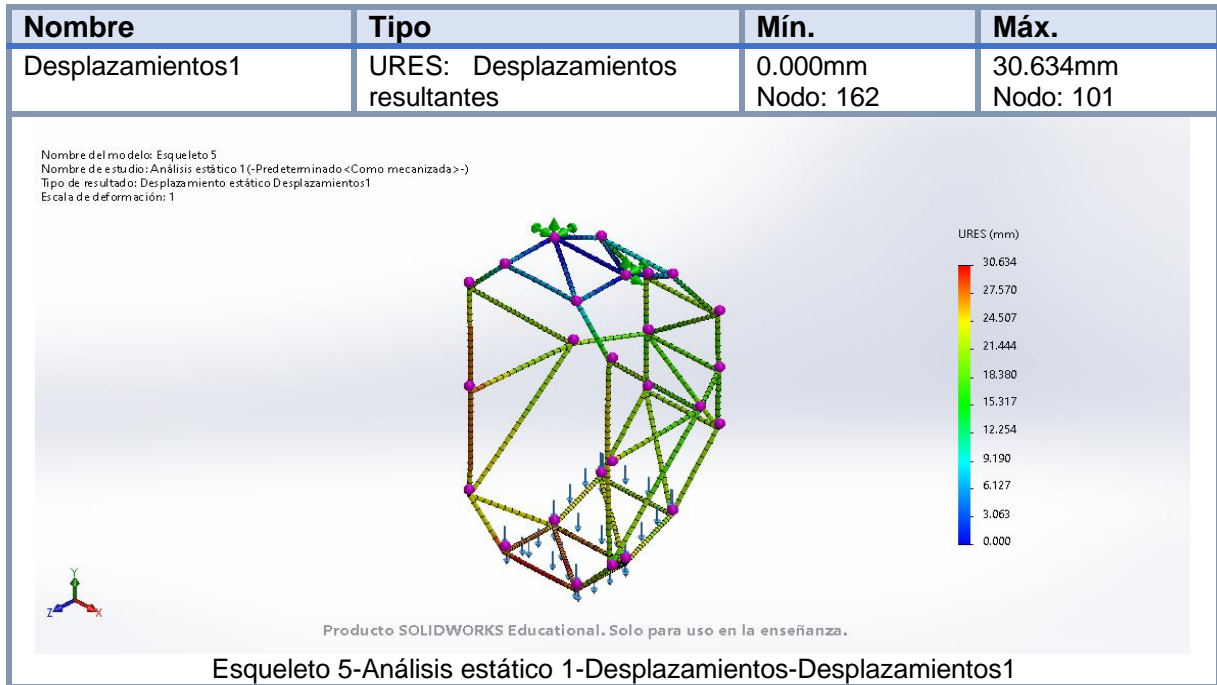 Nombre Tipo Mín. Máx.
Desplazamientos1 URES: Desplazamientos 0.000mm 30.634mm
resultantes Nodo: 162 Nodo: 101
Nombre del modelo: Esqueleto 5
Nombre de estudio: Análisis estático 1(-Predeterminado<Como mecanizada>-)
Tipo de resultado: Desplazamiento estático Desplazamientos1
Escala de deformación: 1
URES (mm)
30.634
27.570
24.507
21.444
18.380
15.317
12.254
9.190
6.127
3.063
0.000
Y
Z X
Producto SOLIDWORKS Educational. Solo para uso en la enseñanza.
Esqueleto 5-Análisis estático 1-Desplazamientos-Desplazamientos1